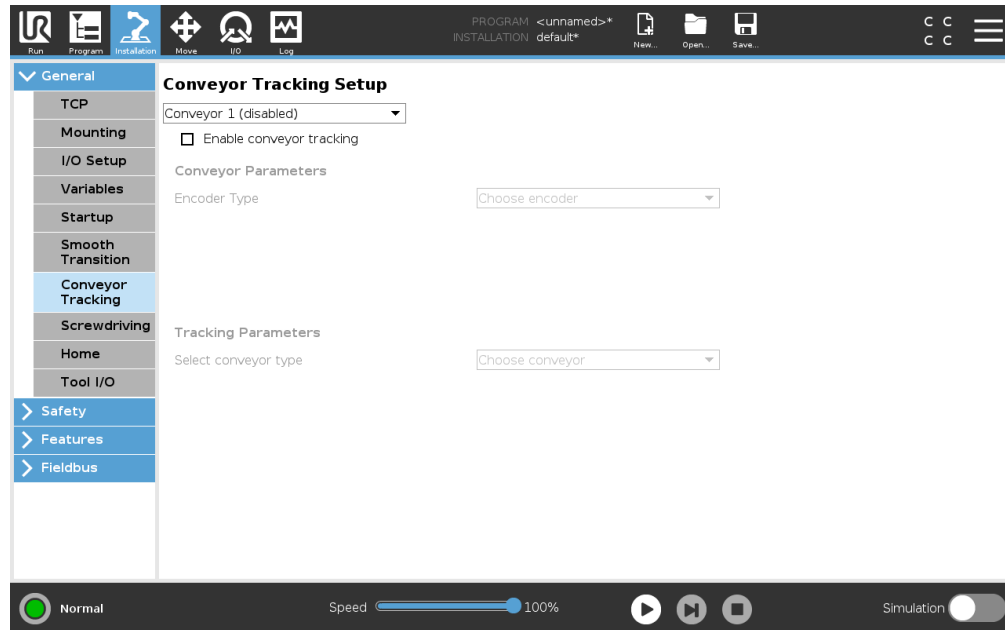 PROGRAM <unnamed>*
INSTALLATION default*
C C
C C
UR
Run
Program
Installation
Move
I/O
Log
New...
Open...
Save...
General
TCP
Mounting
I/O Setup
Variables
Startup
Smooth
Transition
Conveyor
Tracking
Screwdriving
Home
Tool I/O
Safety
Features
Fieldbus
Conveyor Tracking Setup
Conveyor 1 (disabled)
Enable conveyor tracking
Conveyor Parameters
Encoder Type
Choose encoder
Tracking Parameters
Select conveyor type
Choose conveyor
Normal
Speed
100%
Simulation